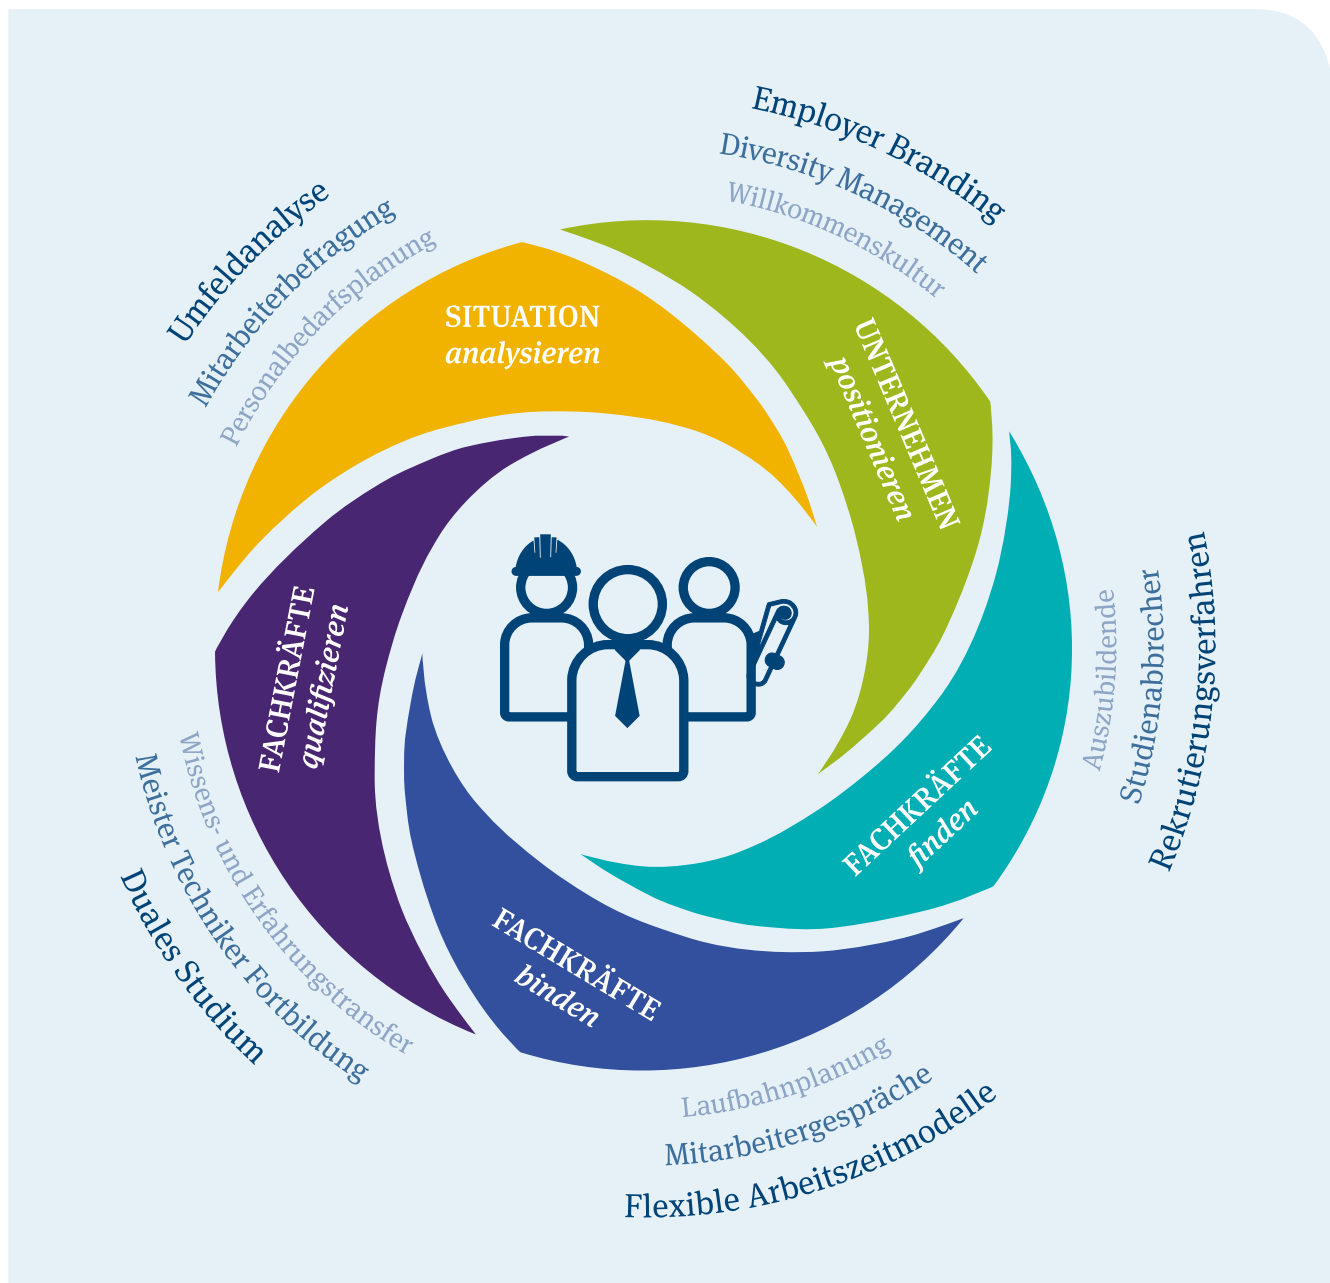 Employer Branding
Diversity Management
Willkommenskultur
Umfeldanalyse
Mitarbeiterbefragung
Personalbedarfsplanung
SITUATION
analysieren
UNTERNEHMEN
positionieren
FACHKRÄFTE
finden
Auszubildende
Studienabbrecher
Rekrutierungsverfahren
FACHKRÄFTE
binden
Laufbahnplanung
Mitarbeitergespräche
Flexible Arbeitszeitmodelle
FACHKRÄFTE
qualifizieren
Wissens- und Erfahrungstransfer
Meister Techniker Fortbildung
Duales Studium